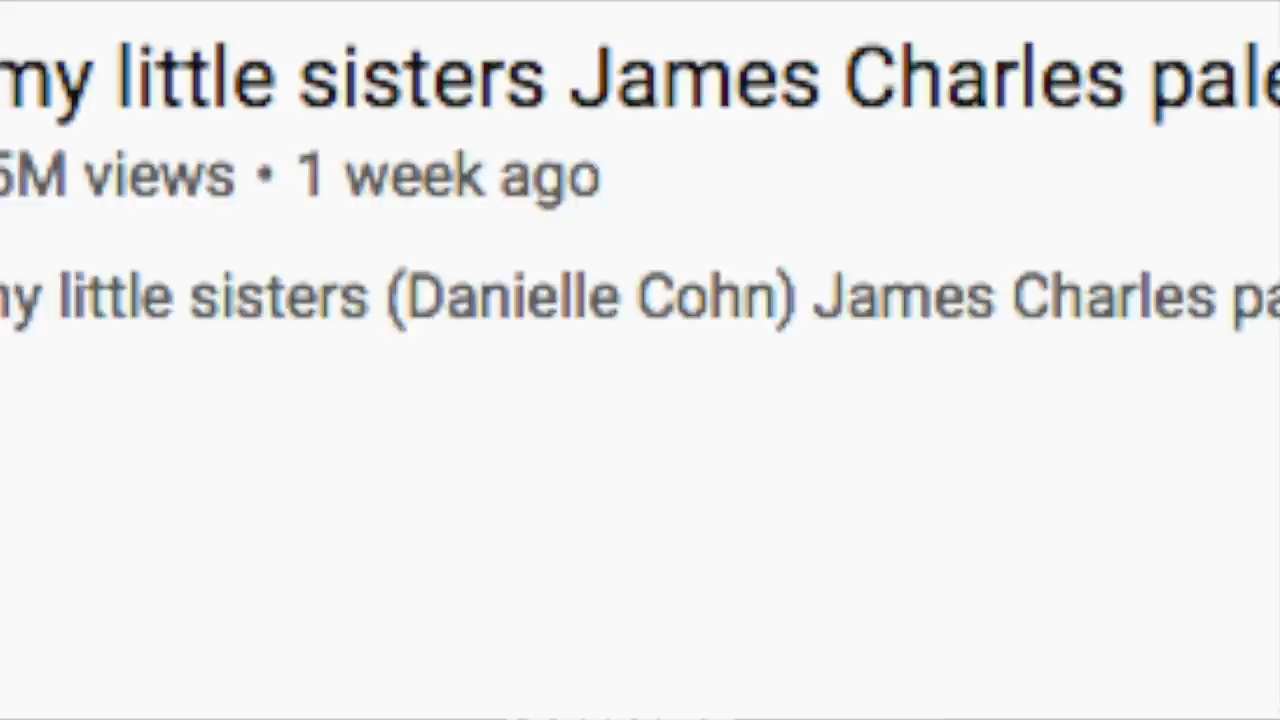 my little sisters James Charles pale
5M views • 1 week ago
my little sisters (Danielle Cohn) James Charles pa